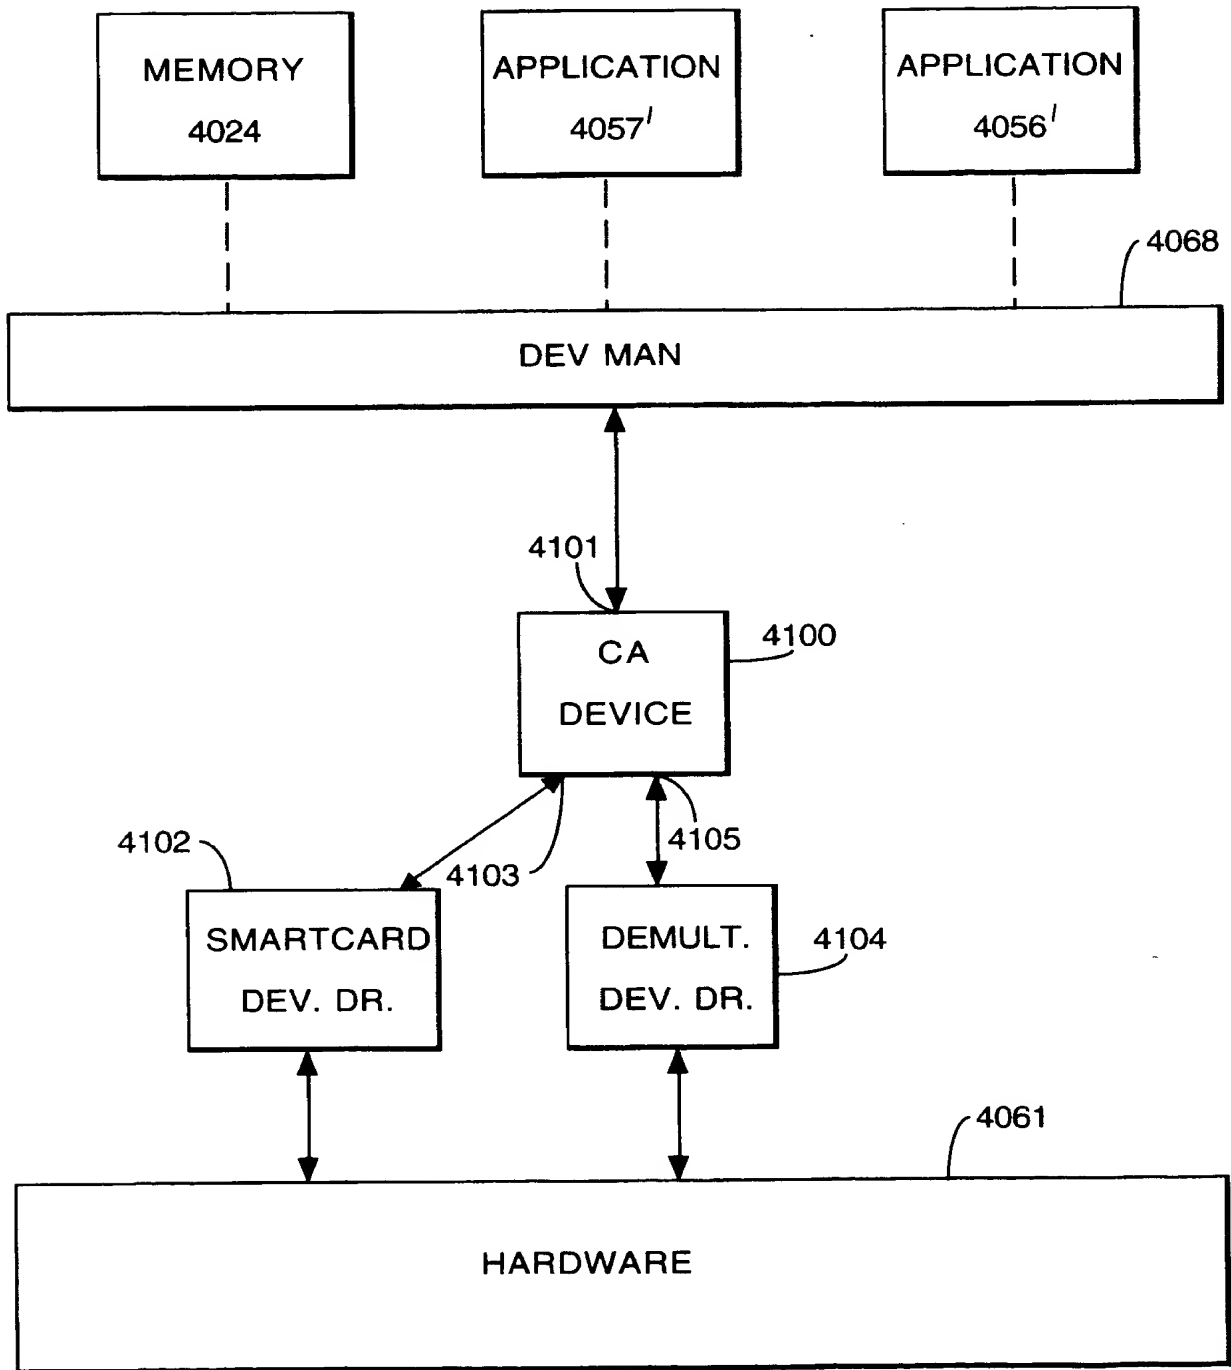 MEMORY
4024
APPLICATION
4057'
APPLICATION
4056'
4068
DEV MAN
4101
CA
DEVICE
4100
4102
4103
4105
SMARTCARD
DEV. DR.
DEMULT.
DEV. DR.
4104
4061
HARDWARE